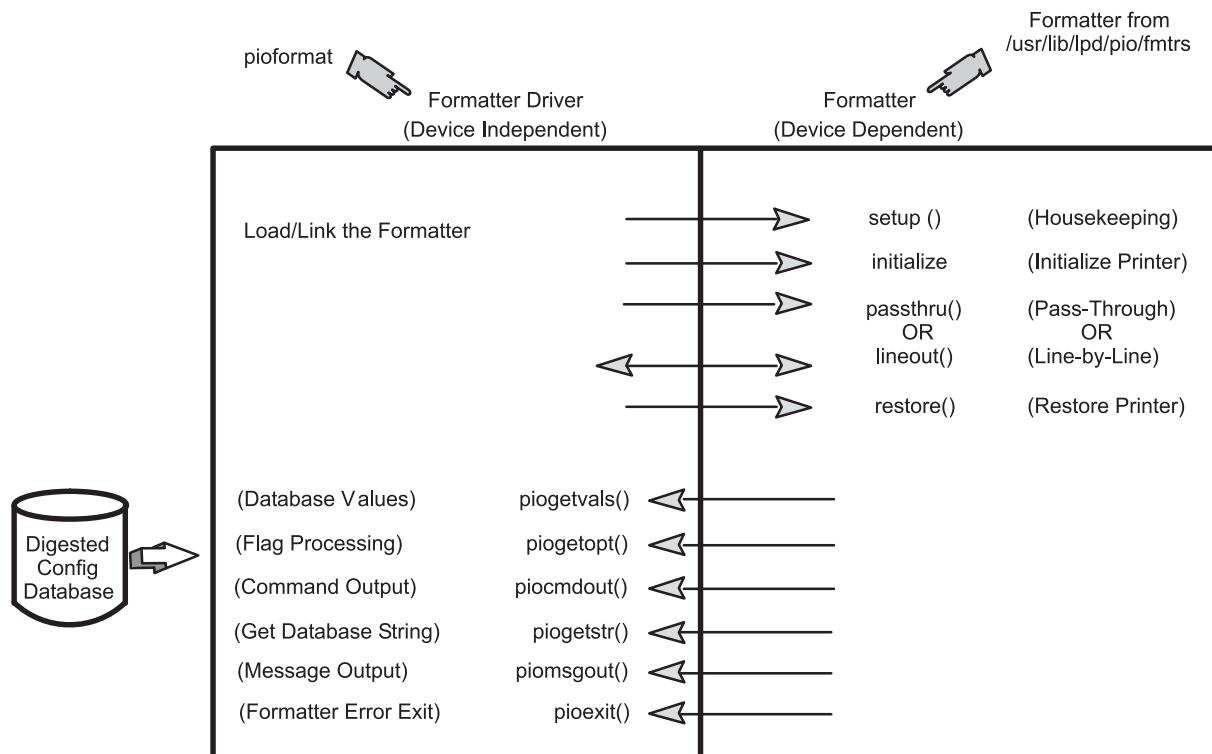 Formatter from
/usr/lib/lpd/pio/fmtrs
pioformat
Formatter Driver
(Device Independent)
Formatter
(Device Dependent)
Load/Link the Formatter
setup () (Housekeeping)
initialize (Initialize Printer)
passthru() (Pass-Through)
OR OR
lineout() (Line-by-Line)
restore() (Restore Printer)
Digested
Config
Database
(Database Values) piogetvals()
(Flag Processing) piogetopt()
(Command Output) piocmdout()
(Get Database String) piogetstr()
(Message Output) piomsgout()
(Formatter Error Exit) pioexit()